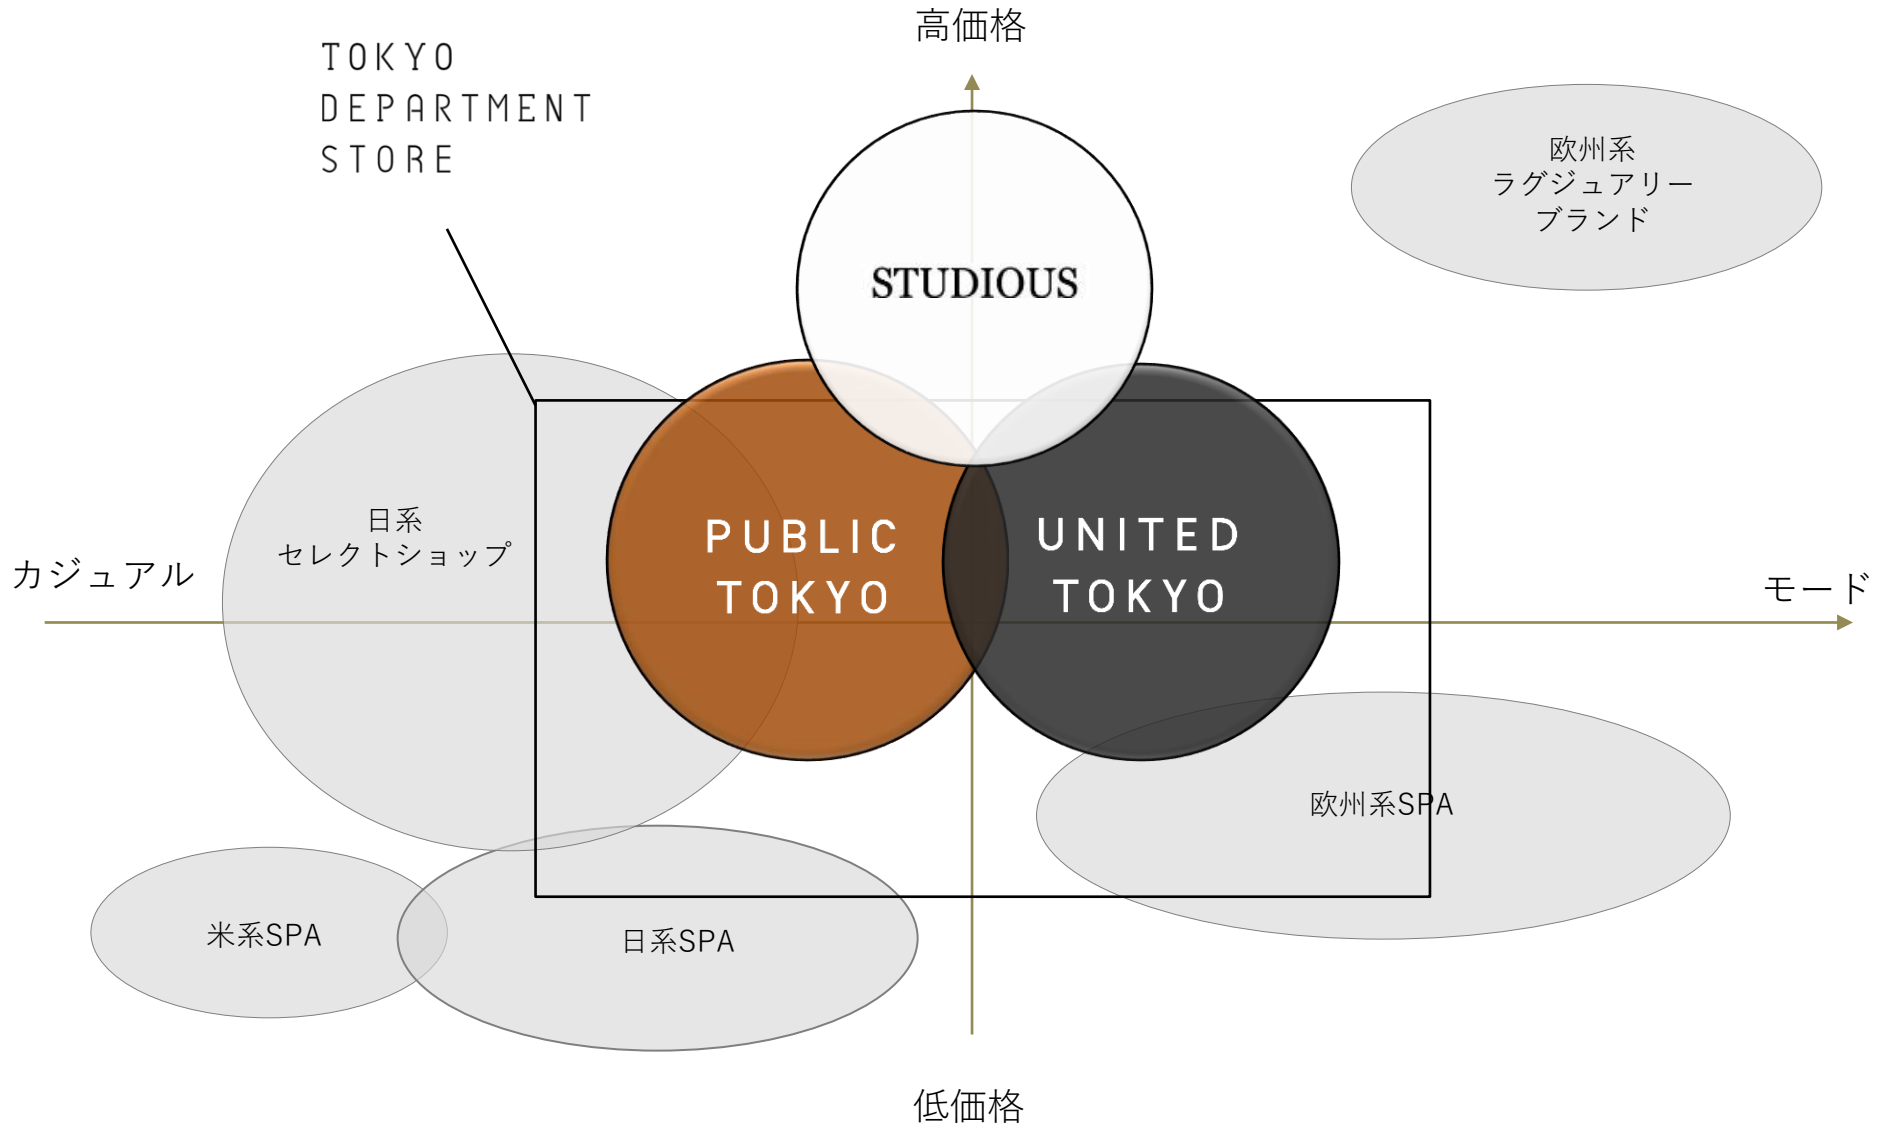 高価格
TOKYO
DEPARTMENT
STORE
欧州系
ラグジュアリー
ブランド
STUDIOUS
日系
セレクトショップ
PUBLIC
TOKYO
UNITED
TOKYO
カジュアル
モード
欧州系SPA
米系SPA
日系SPA
低価格